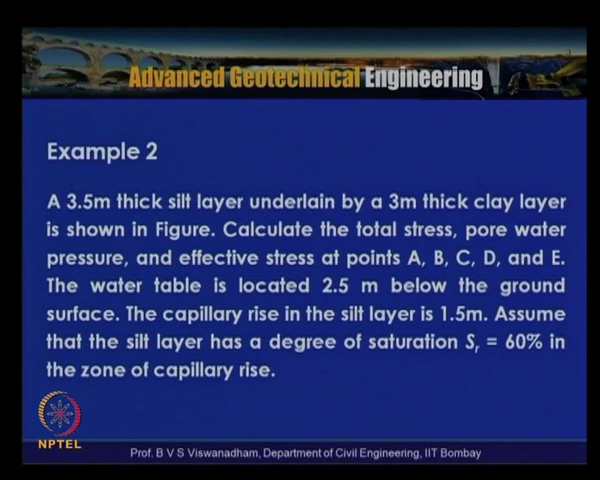 Advanced Geotechnical Engineering
Example 2
A 3.5m thick silt layer underlain by a 3m thick clay layer
is shown in Figure. Calculate the total stress, pore water
pressure, and effective stress at points A, B, C, D, and E.
The water table is located 2.5 m below the ground
surface. The capillary rise in the silt layer is 1.5m. Assume
that the silt layer has a degree of saturation Sr = 60% in
the zone of capillary rise.
NPTEL
Prof. B V S Viswanadham, Department of Civil Engineering, IIT Bombay